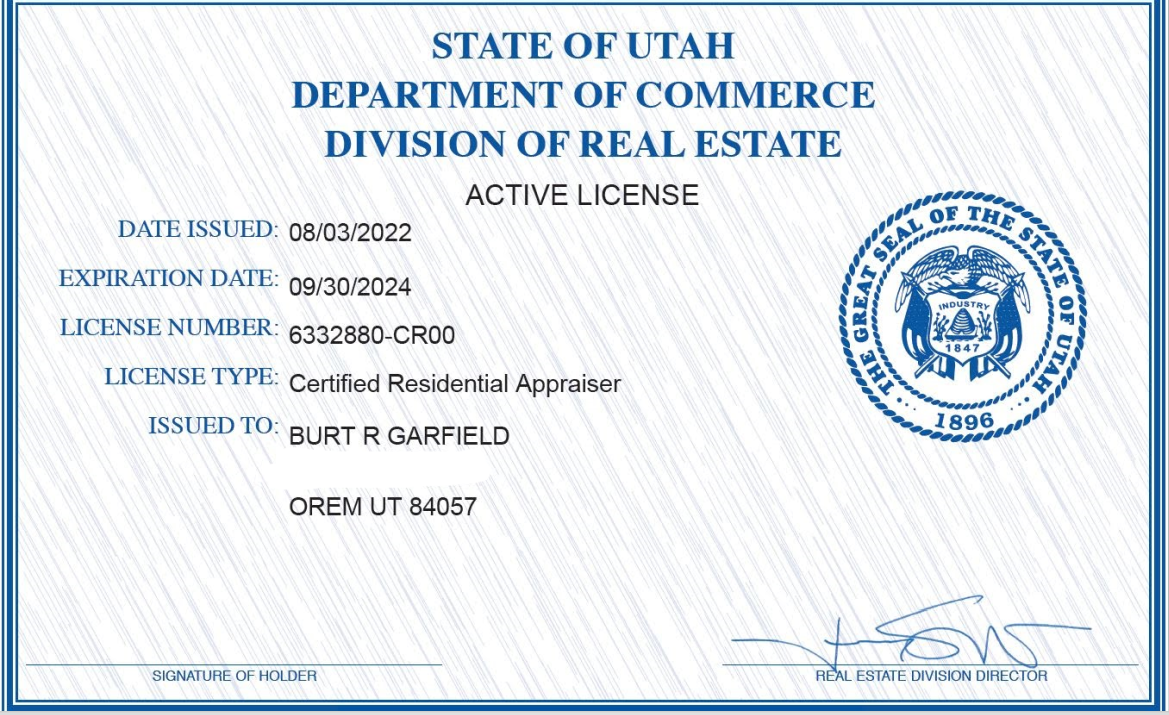 STATE OF UTAH
DEPARTMENT OF COMMERCE
DIVISION OF REAL ESTATE
ACTIVE LICENSE
DATE ISSUED: 08/03/2022
EXPIRATION DATE: 09/30/2024
LICENSE NUMBER: 6332880-CR00
LICENSE TYPE: Certified Residential Appraiser
ISSUED TO: BURT R GARFIELD
OREM UT 84057
THE GREAT SEAL OF THE STATE OF UTAH
INDUSTRY
1847
1896
SIGNATURE OF HOLDER
REAL ESTATE DIVISION DIRECTOR